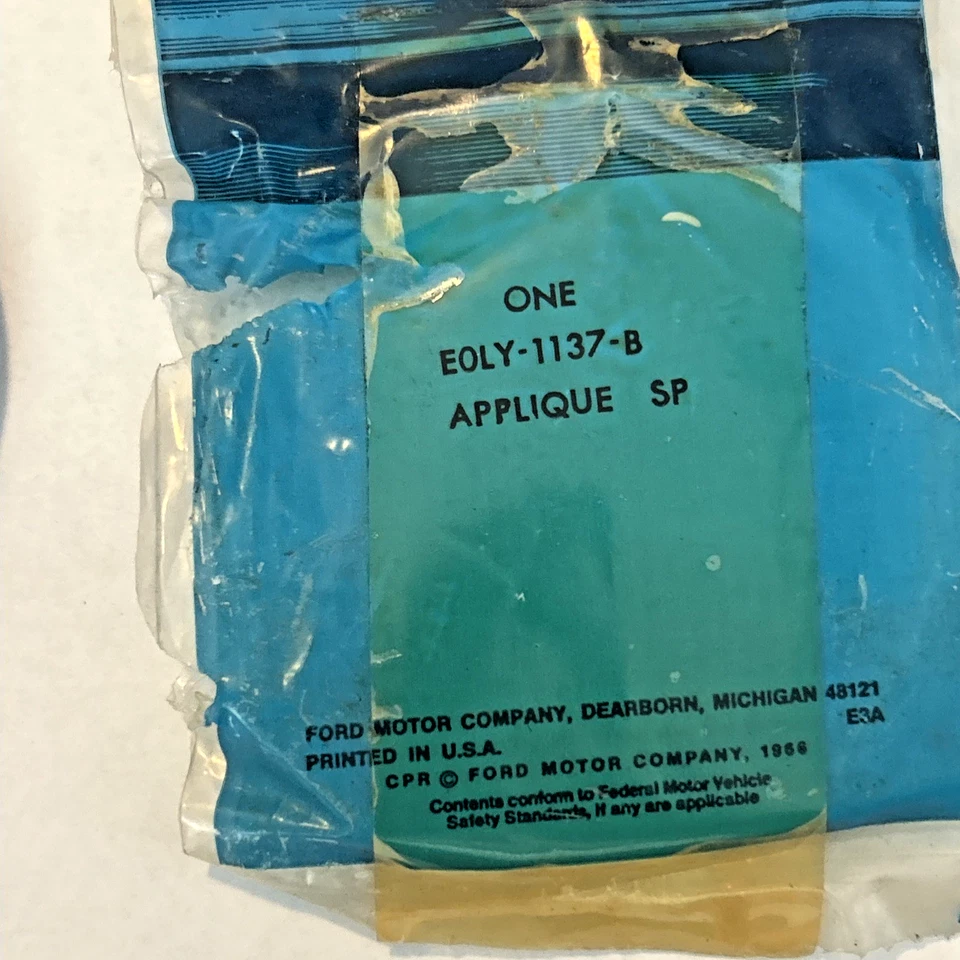 ONE
EOLY-1137-B
APPLIQUE SP
FORD MOTOR COMPANY, DEARBORN, MICHIGAN 48121
E3A
PRINTED IN U.S.A.
CPR © FORD MOTOR COMPANY, 1966
Contents conform to Federal Motor Vehicle
Safety Standards, if any are applicable